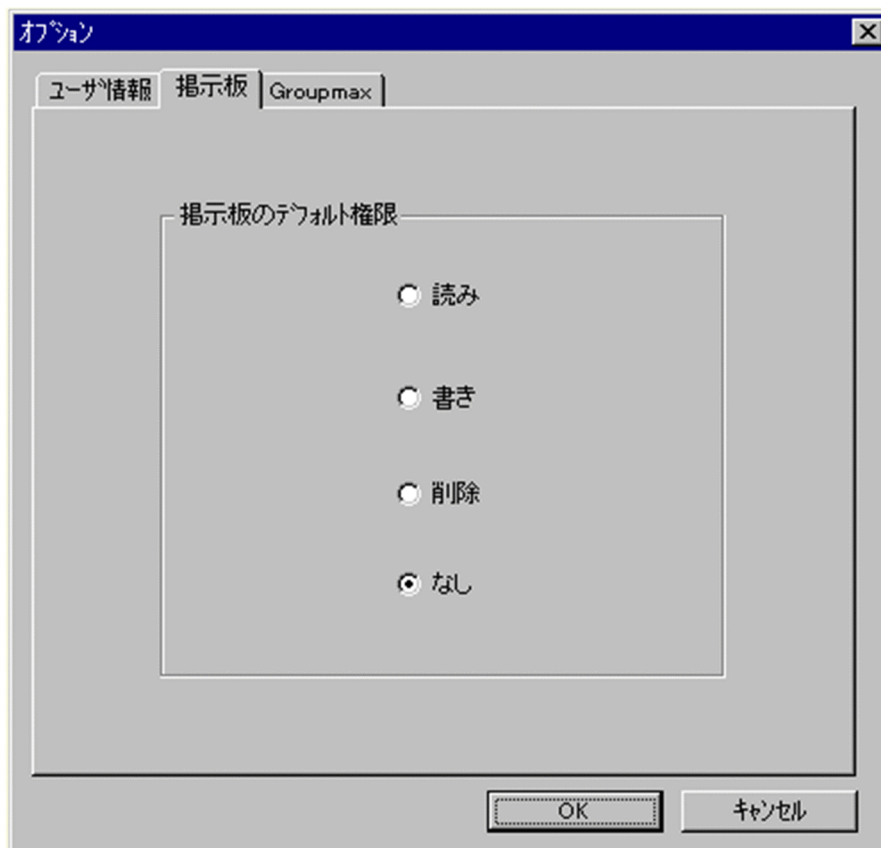 オプション
ユーザ情報 掲示板 Groupmax
掲示板のデフォルト権限
読み
書き
削除
なし
OK キャンセル